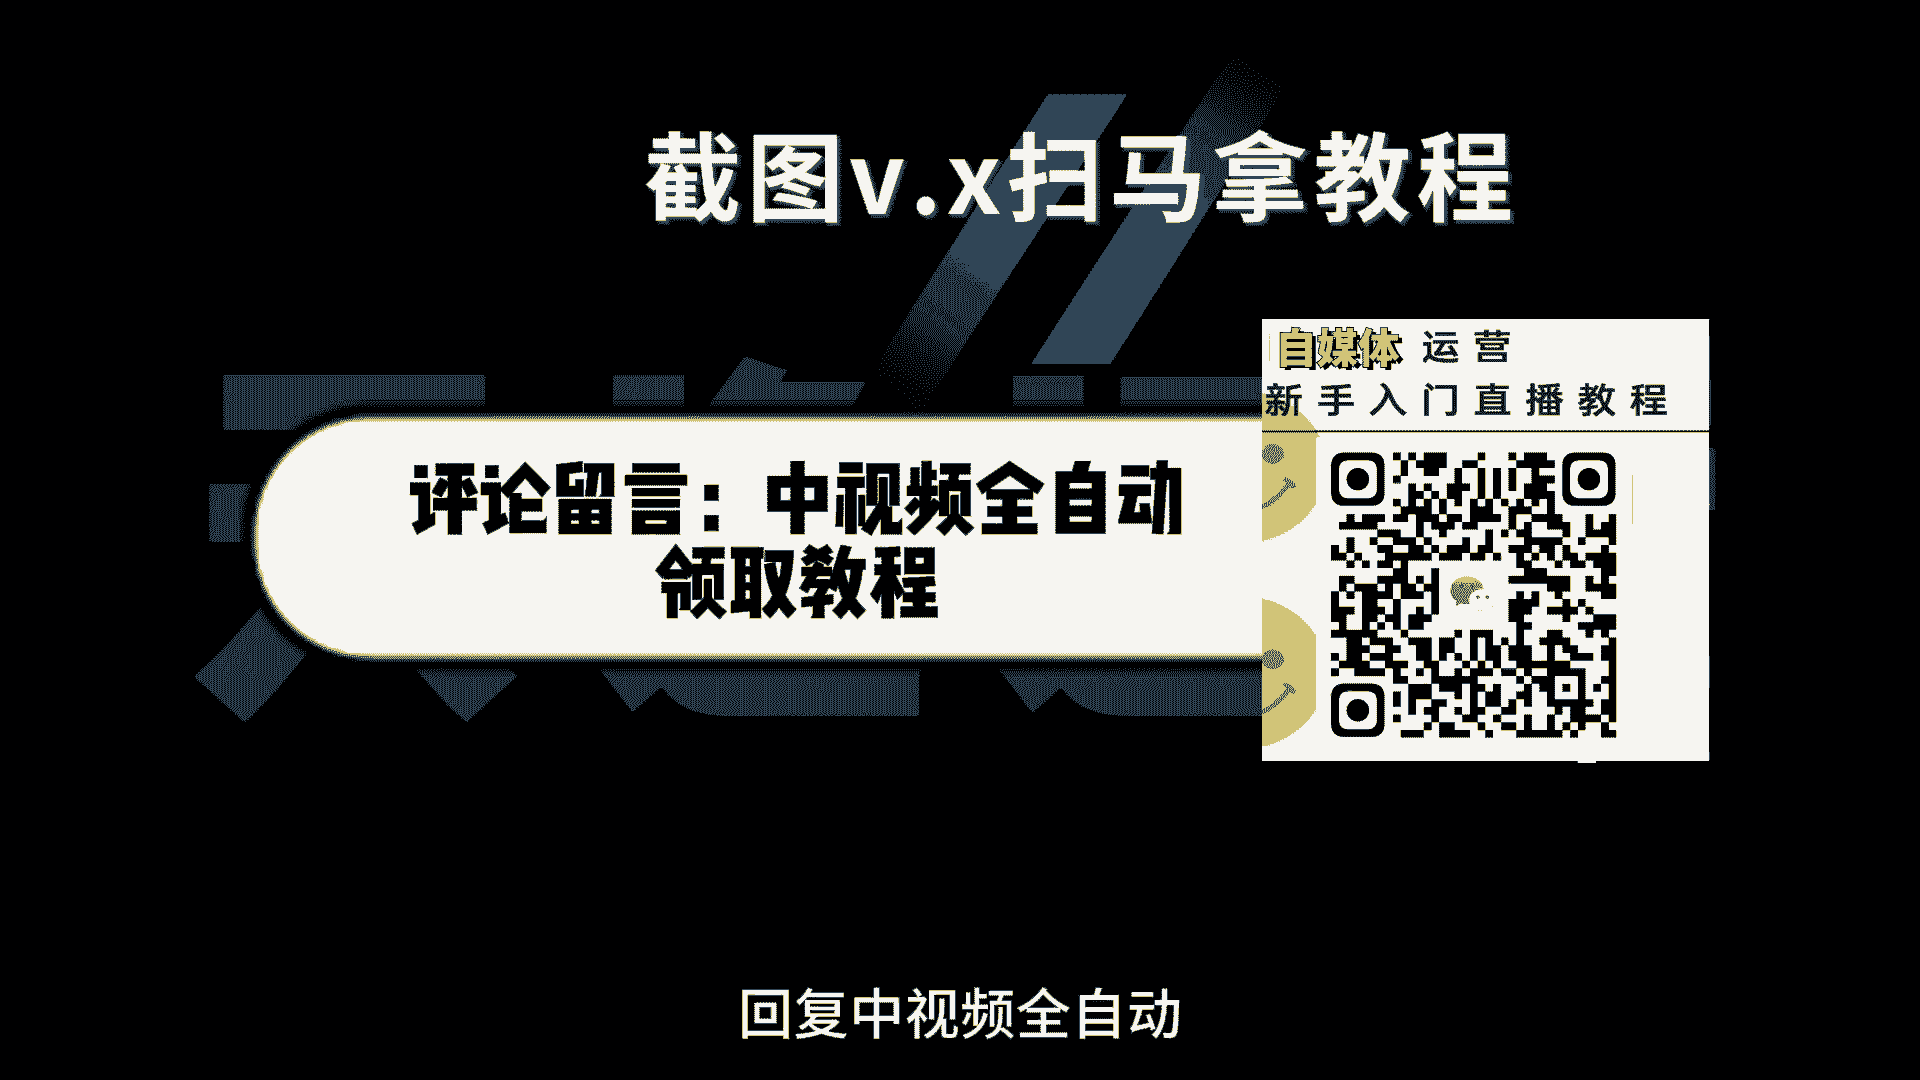 截图v.x扫马拿教程
自媒体 运营
新手入门直播教程
评论留言：中视频全自动
领取教程
回复中视频全自动